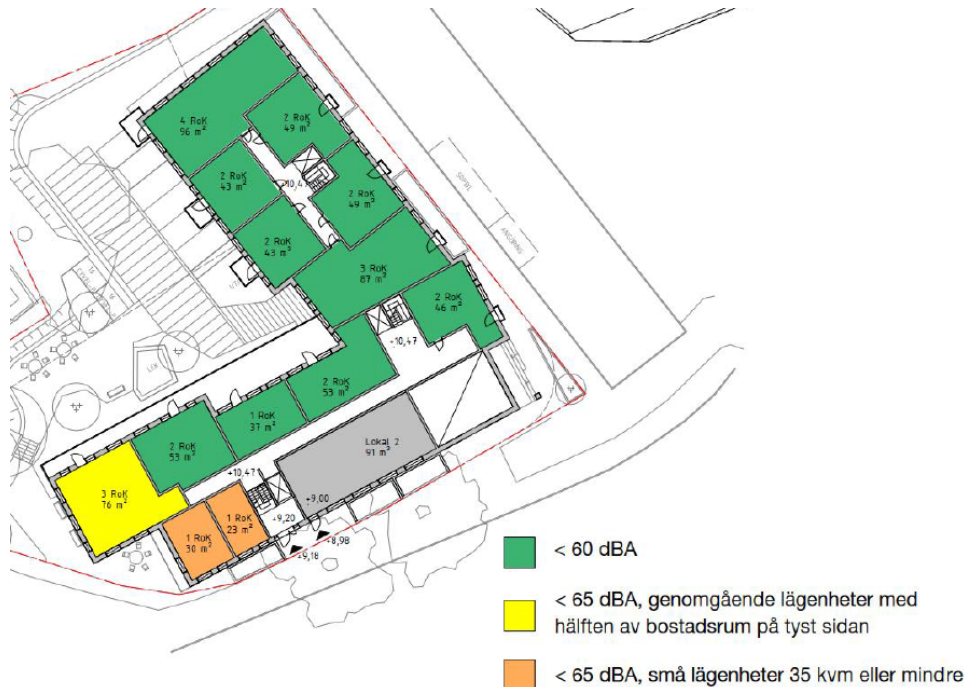 4 RoK
96 m²
2 RoK
49 m²
2 RoK
43 m²
+10,47
2 RoK
49 m²
2 RoK
43 m²
3 RoK
87 m²
2 RoK
46 m²
+10,47
2 RoK
53 m²
1 RoK
37 m²
2 RoK
53 m²
Lokal 2
91 m²
3 RoK
76 m²
+10,47
+9,00
1 RoK
23 m²
+9,20
1 RoK
30 m²
+8,98
+9,18
< 60 dBA
< 65 dBA, genomgående lägenheter med
hälften av bostadsrum på tyst sidan
< 65 dBA, små lägenheter 35 kvm eller mindre